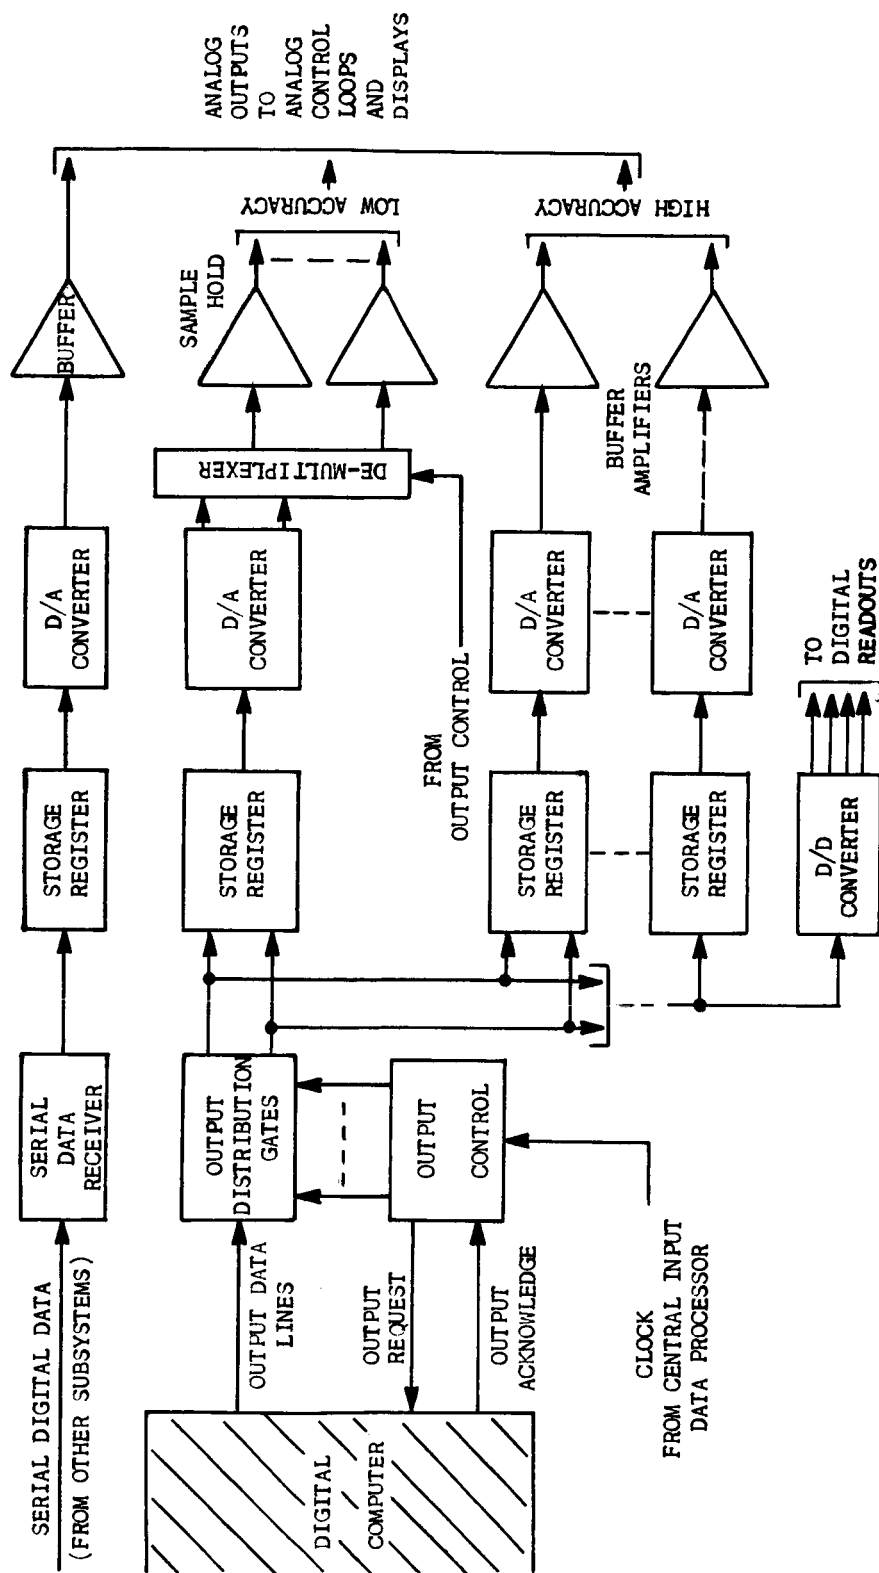 SERIAL DIGITAL DATA
(FROM OTHER SUBSYSTEMS)
SERIAL
DATA
RECEIVER
STORAGE
REGISTER
D/A
CONVERTER
BUFFER
ANALOG
OUTPUTS
TO
ANALOG
CONTROL
LOOPS
AND
DISPLAYS
DIGITAL
COMPUTER
OUTPUT DATA
LINES
OUTPUT
DISTRIBUTION
GATES
STORAGE
REGISTER
D/A
CONVERTER
DE-MULTIPLEXER
SAMPLE
HOLD
LOW ACCURACY
OUTPUT
REQUEST
OUTPUT
ACKNOWLEDGE
OUTPUT
CONTROL
FROM
OUTPUT CONTROL
CLOCK
FROM CENTRAL INPUT
DATA PROCESSOR
STORAGE
REGISTER
D/A
CONVERTER
BUFFER
AMPLIFIERS
HIGH ACCURACY
STORAGE
REGISTER
D/A
CONVERTER
D/D
CONVERTER
TO
DIGITAL
READOUTS